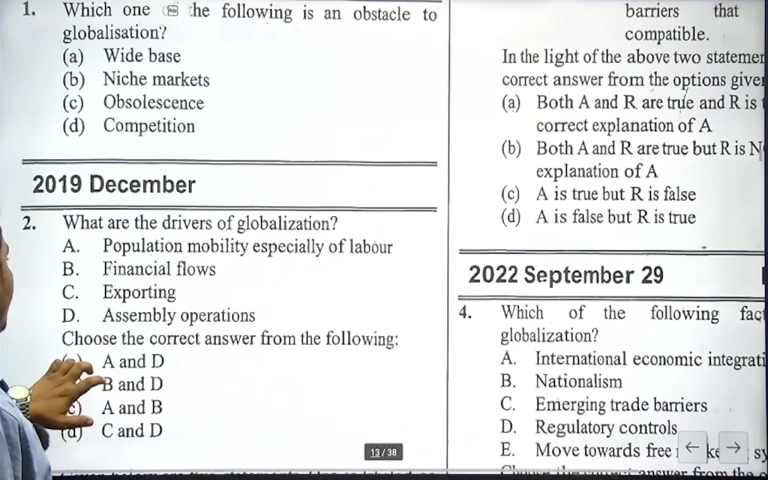 1. Which one the following is an obstacle to
globalisation?
(a) Wide base
(b) Niche markets
(c) Obsolescence
(d) Competition
2019 December
2. What are the drivers of globalization?
A. Population mobility especially of labour
B. Financial flows
C. Exporting
D. Assembly operations
Choose the correct answer from the following:
A and D
B and D
c) A and B
(d) C and D
barriers that
compatible.
In the light of the above two
correct answer from the options
(a) Both A and R are true and R is
correct explanation of A
(b) Both A and R are true but R is
explanation of A
(c) A is true but R is false
(d) A is false but R is true
2022 September 29
4. Which of the following
globalization?
A. International economic
B. Nationalism
C. Emerging trade barriers
D. Regulatory controls
E. Move towards free
13 / 38